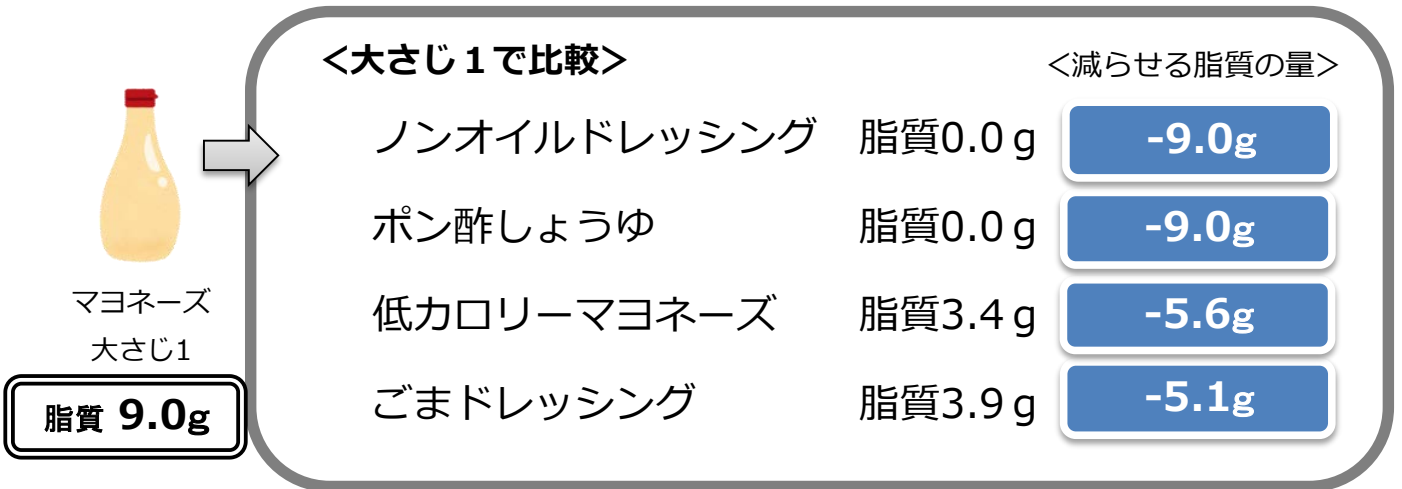 <大さじ１で比較>
<減らせる脂質の量>
ノンオイルドレッシング 脂質0.0ｇ -9.0g
ポン酢しょうゆ 脂質0.0ｇ -9.0g
低カロリーマヨネーズ 脂質3.4ｇ -5.6g
ごまドレッシング 脂質3.9ｇ -5.1g
マヨネーズ
大さじ1
脂質 9.0g